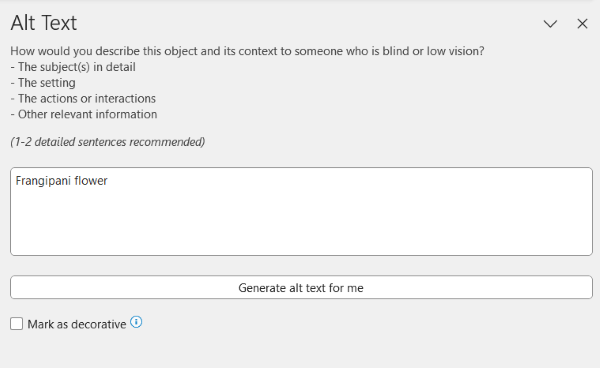 Alt Text
How would you describe this object and its context to someone who is blind or low vision?
- The subject(s) in detail
- The setting
- The actions or interactions
- Other relevant information
(1-2 detailed sentences recommended)
Frangipani flower
Generate alt text for me
Mark as decorative